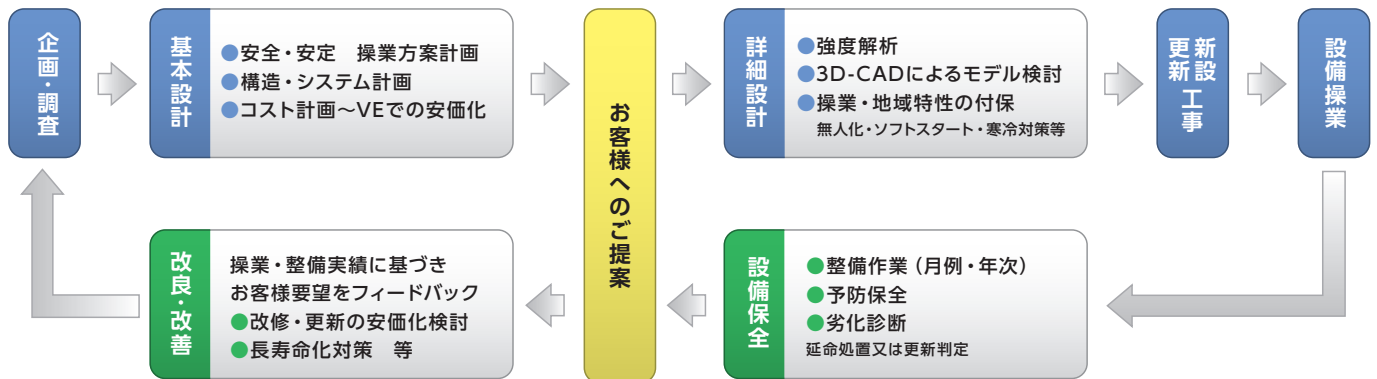 企画・調査
基本設計
●安全・安定　操業方案計画
●構造・システム計画
●コスト計画～VEでの安価化
お客様へのご提案
詳細設計
●強度解析
●3D-CADによるモデル検討
●操業・地域特性の付保
無人化・ソフトスタート・寒冷対策等
新設
更新
工事
設備操業
設備保全
●整備作業（月例・年次）
●予防保全
●劣化診断
延命処置又は更新判定
改良・改善
操業・整備実績に基づき
お客様要望をフィードバック
●改修・更新の安価化検討
●長寿命化対策　等